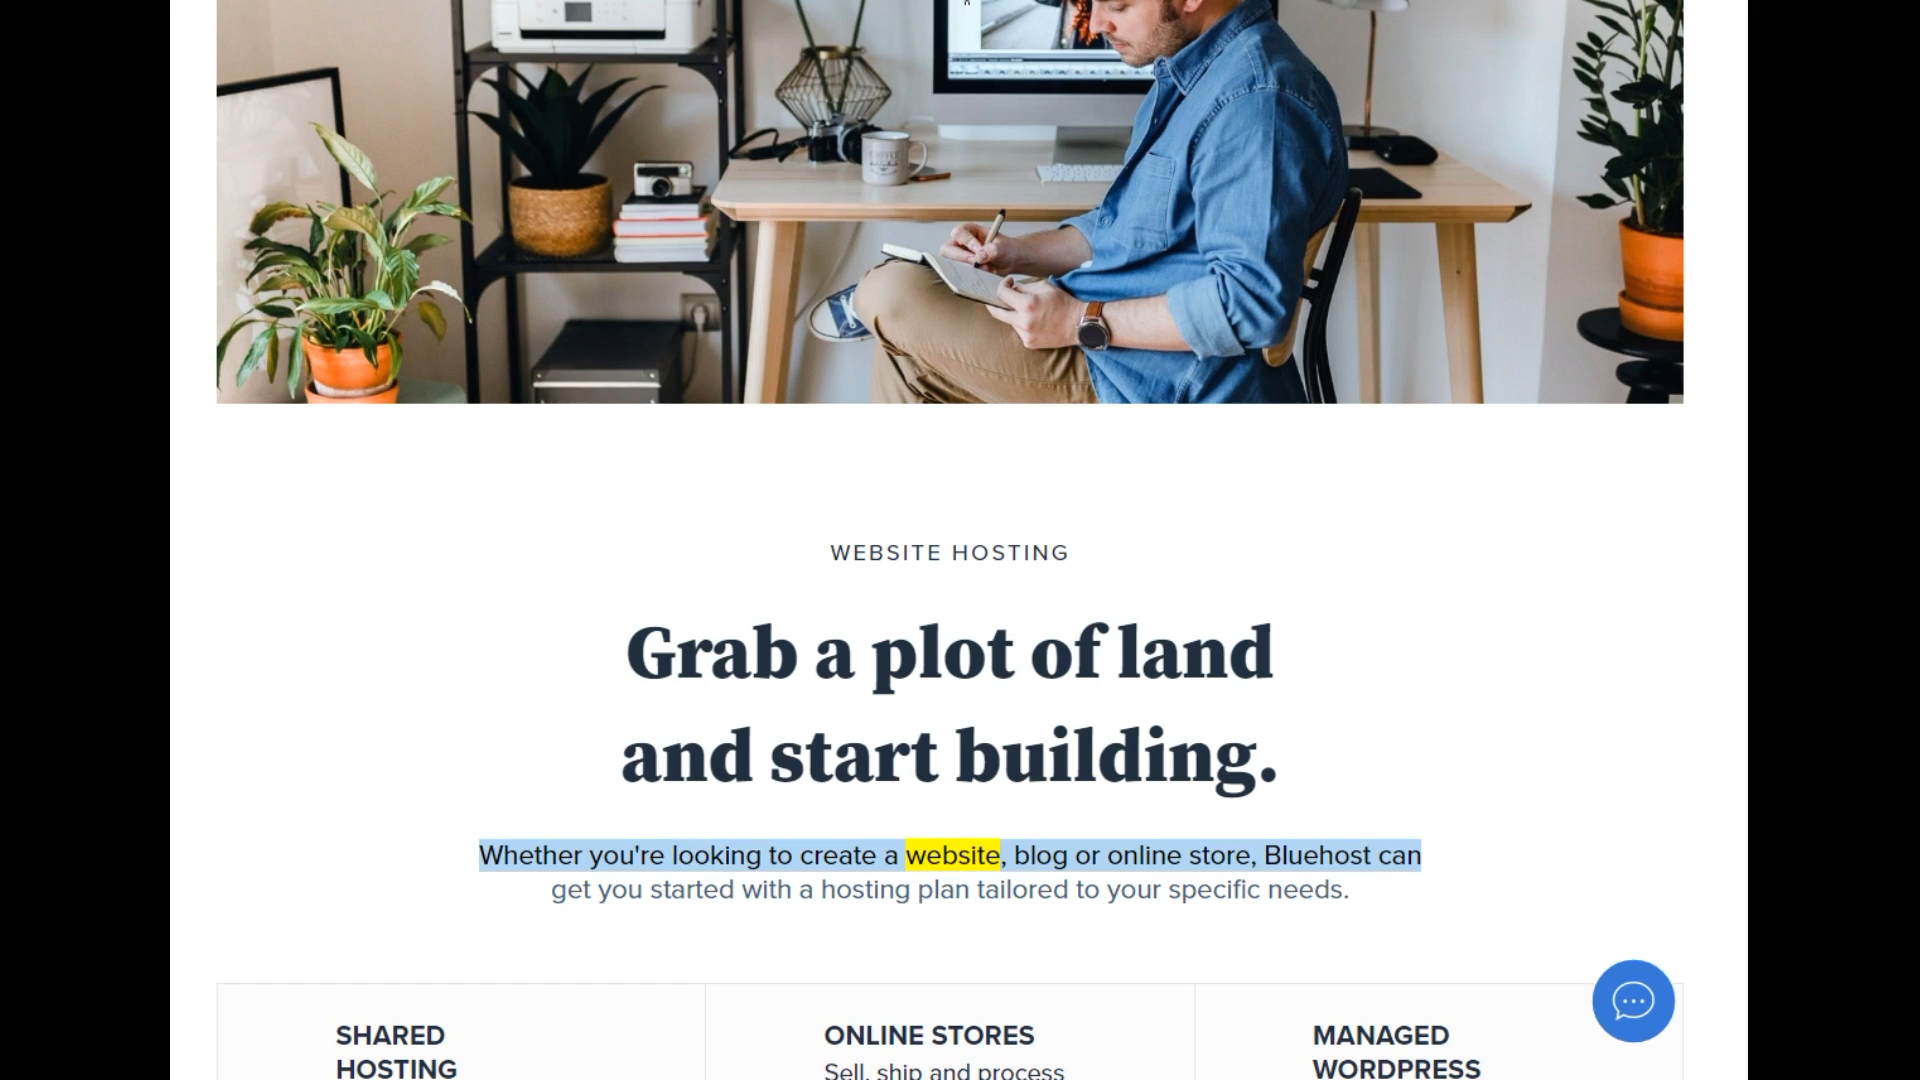 COFFEE
WEBSITE HOSTING
Grab a plot of land
and start building.
Whether you're looking to create a website, blog or online store, Bluehost can
get you started with a hosting plan tailored to your specific needs.
SHARED
HOSTING
ONLINE STORES
Sell, ship and process
MANAGED
WORDPRESS